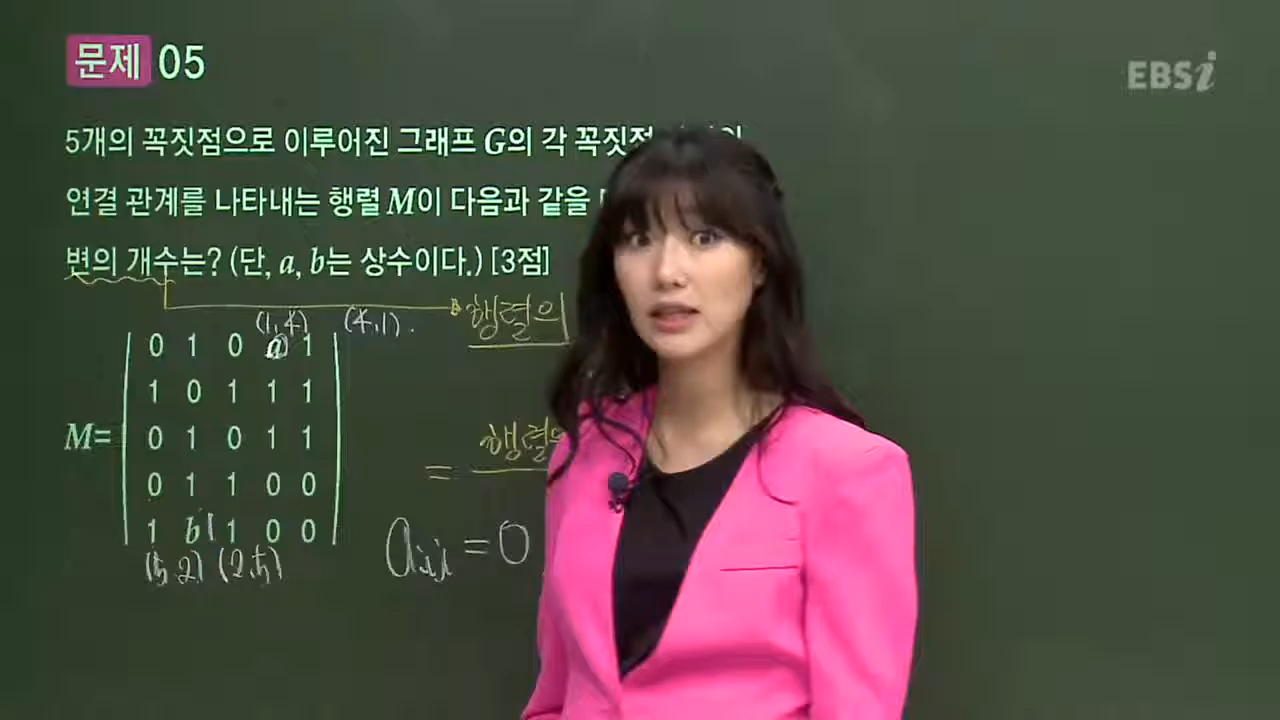 문제 05
EBSi
5개의 꼭짓점으로 이루어진 그래프 G의 각 꼭짓점
연결 관계를 나타내는 행렬 M이 다음과 같을
변의 개수는? (단, a, b는 상수이다.) [3점]
행렬의
(1,4) (4,1).
0 1 0 a 1
1 0 1 1 1
M= 0 1 0 1 1
행렬의
=
0 1 1 0 0
1 b 1 1 0 0
aii = 0
(5,2) (2,5)